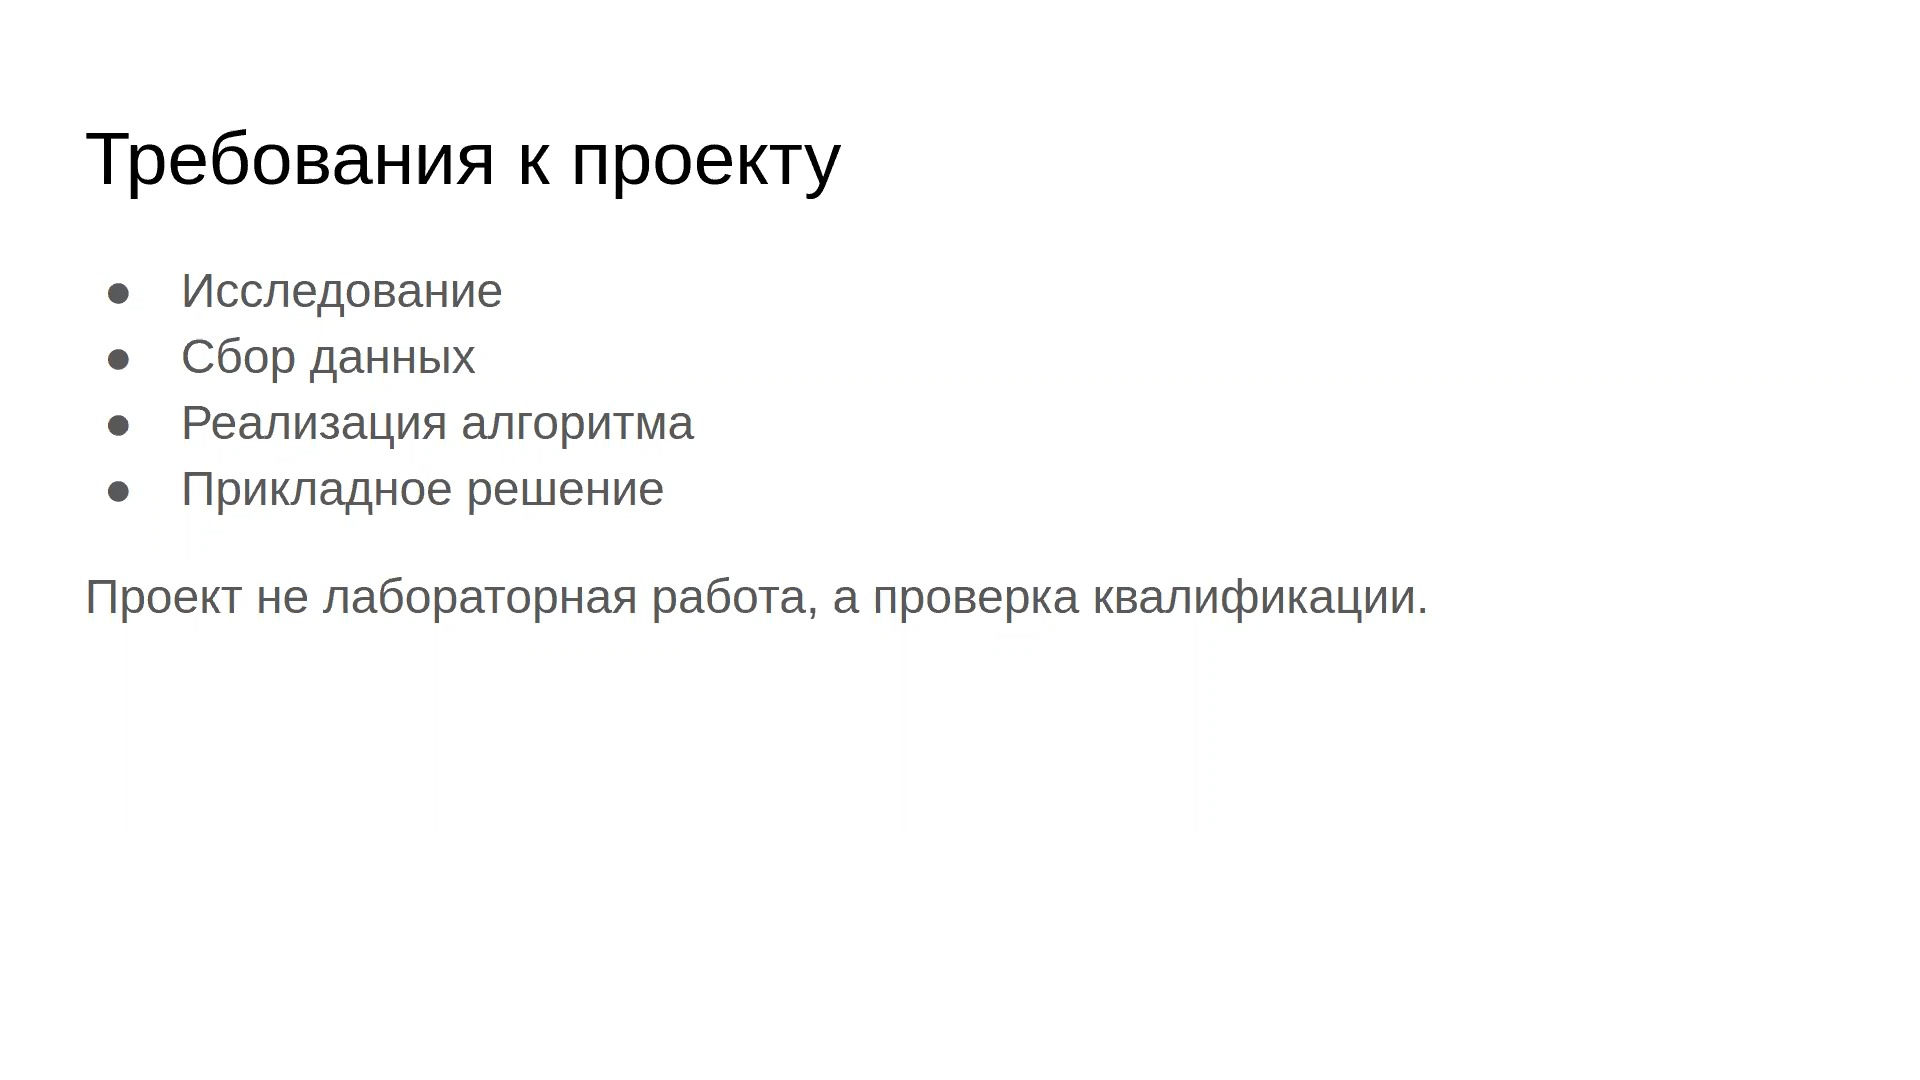 Требования к проекту
● Исследование
● Сбор данных
● Реализация алгоритма
● Прикладное решение
Проект не лабораторная работа, а проверка квалификации.